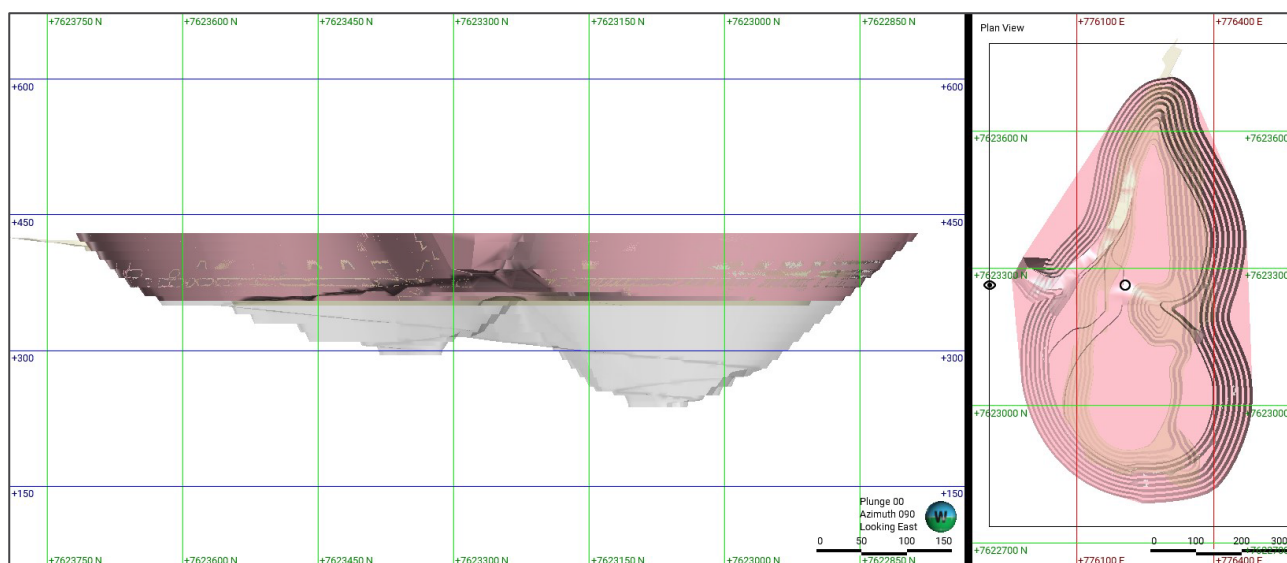 +7623750 N
+7623600 N
+7623450 N
+7623300 N
+7623150 N
+7623000 N
+7622850 N
+600
+600
+450
+450
+300
+300
+150
+150
Plunge 00
Azimuth 090
Looking East
W
0 50 100 150
+7623750 N
+7623600 N
+7623450 N
+7623300 N
+7623150 N
+7623000 N
+7622850 N
+776100 E
+776400 E
Plan View
+7623600 N
+7623600 N
+7623300 N
+7623300 N
+7623000 N
+7623000 N
0 100 200 300
+7622700 N
+776100 E
+776400 E